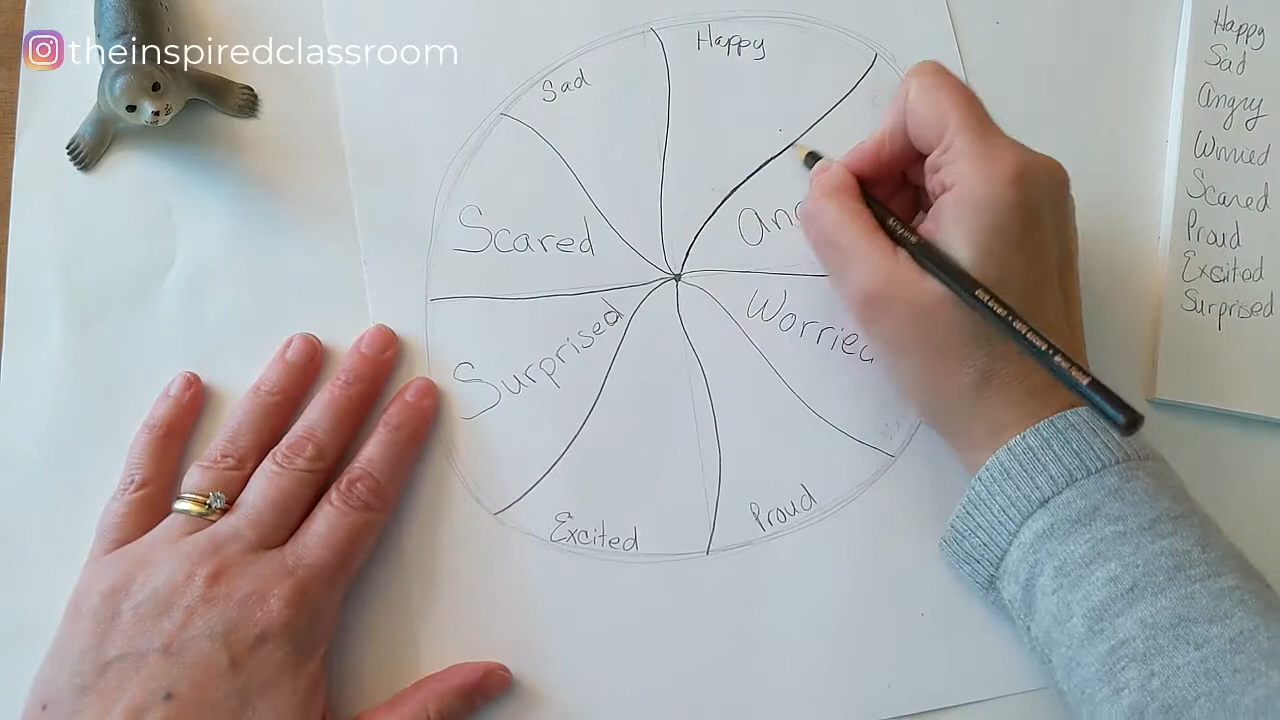 theinspiredclassroom
Happy
Sad
Scared
Surprised
Worried
Proud
Excited
Happy
Sad
Angry
Worried
Scared
Proud
Excited
Surprised